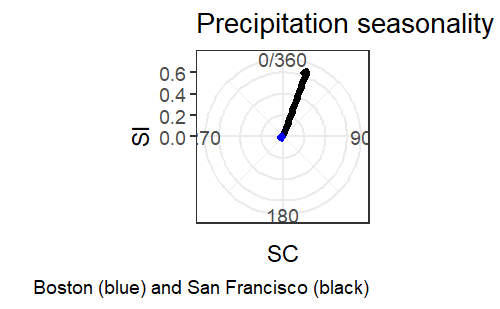 Precipitation seasonality
0/360
0.6
0.4
0.2
0.0
SI
70
90
180
SC
Boston (blue) and San Francisco (black)